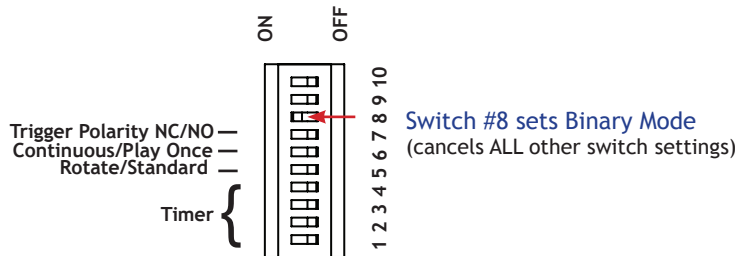 ON
OFF
10
9
8
7
6
5
4
3
2
1
Trigger Polarity NC/NO
Continuous/Play Once
Rotate/Standard
Timer
Switch #8 sets Binary Mode
(cancels ALL other switch settings)